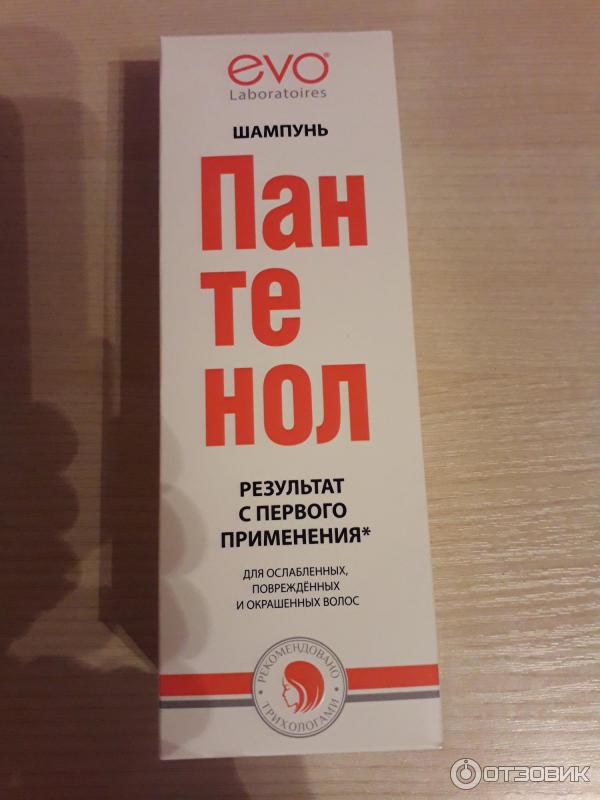 evo®
Laboratoires
ШАМПУНЬ
Пан
те
нол
РЕЗУЛЬТАТ
С ПЕРВОГО
ПРИМЕНЕНИЯ*
ДЛЯ ОСЛАБЛЕННЫХ,
ПОВРЕЖДЁННЫХ
И ОКРАШЕННЫХ ВОЛОС
• РЕКОМЕНДОВАНО •
ТРИХОЛОГАМИ
ОТЗОВИК